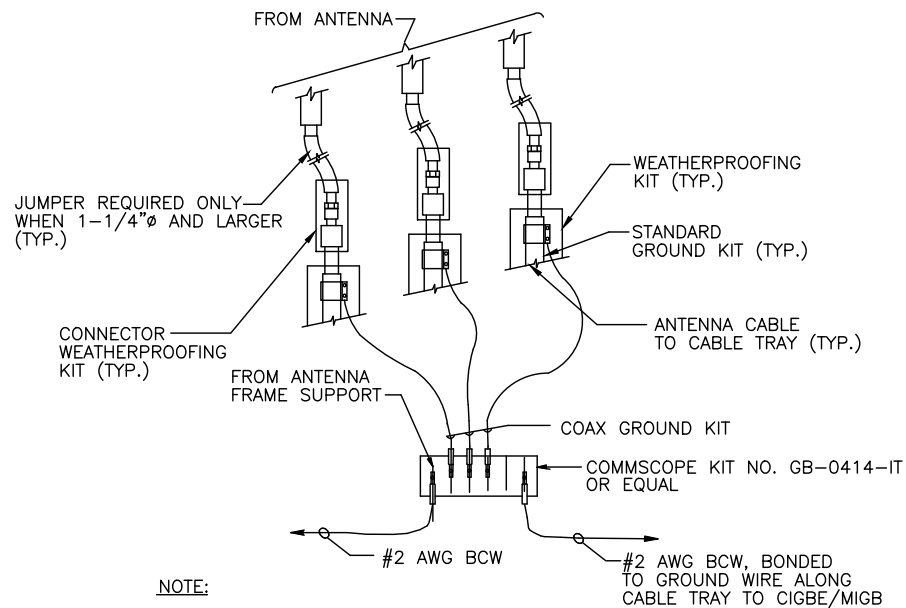 FROM ANTENNA
JUMPER REQUIRED ONLY
WHEN 1-1/4"ø AND LARGER
(TYP.)
WEATHERPROOFING
KIT (TYP.)
STANDARD
GROUND KIT (TYP.)
ANTENNA CABLE
TO CABLE TRAY (TYP.)
CONNECTOR
WEATHERPROOFING
KIT (TYP.)
FROM ANTENNA
FRAME SUPPORT
COAX GROUND KIT
COMMSCOPE KIT NO. GB-0414-IT
OR EQUAL
#2 AWG BCW
#2 AWG BCW, BONDED
TO GROUND WIRE ALONG
CABLE TRAY TO CIGBE/MIGB
NOTE: